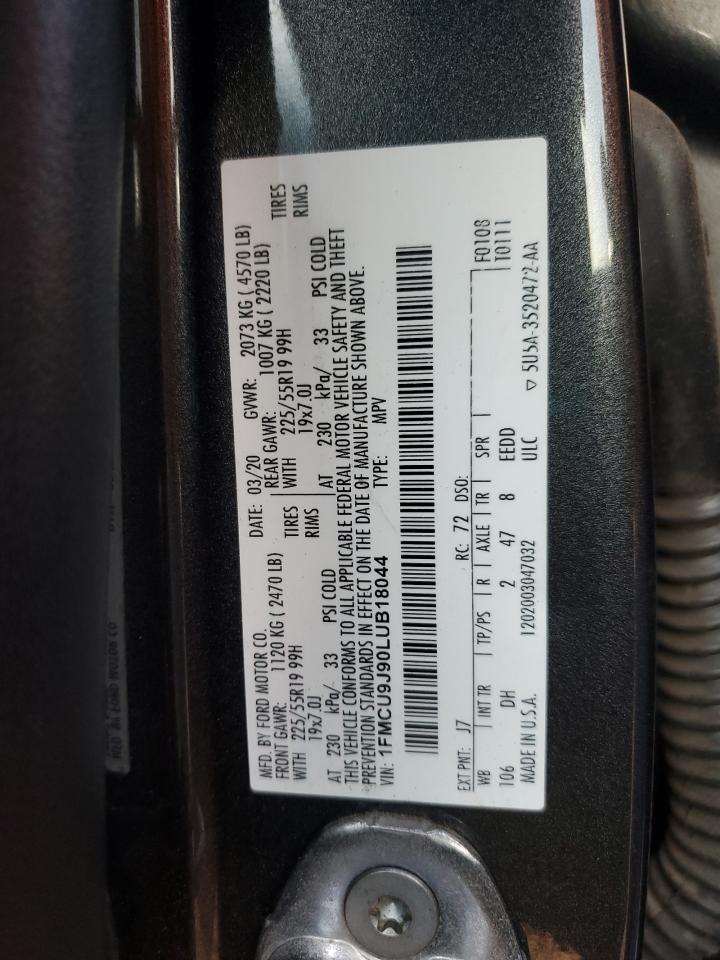 MFD. BY FORD MOTOR CO.
DATE: 03/20
GVWR: 2073 KG ( 4570 LB)
FRONT GAWR: 1120 KG ( 2470 LB)
REAR GAWR: 1007 KG ( 2220 LB)
WITH 225/55R19 99H TIRES
WITH 225/55R19 99H TIRES
19x7.0J RIMS
19x7.0J RIMS
AT 230 kPa/ 33 PSI COLD
AT 230 kPa/ 33 PSI COLD
THIS VEHICLE CONFORMS TO ALL APPLICABLE FEDERAL MOTOR VEHICLE SAFETY AND THEFT
PREVENTION STANDARDS IN EFFECT ON THE DATE OF MANUFACTURE SHOWN ABOVE.
VIN: 1FMCU9J90LUB18044
TYPE: MPV
EXT PNT: J7 RC: 72 DSO:
WB INT TR TP/PS R AXLE TR SPR F0108
T0111
106 DH 2 47 8 EEDD
MADE IN U.S.A. 1202003047032 ULC
▽ 5U5A-3520472-AA